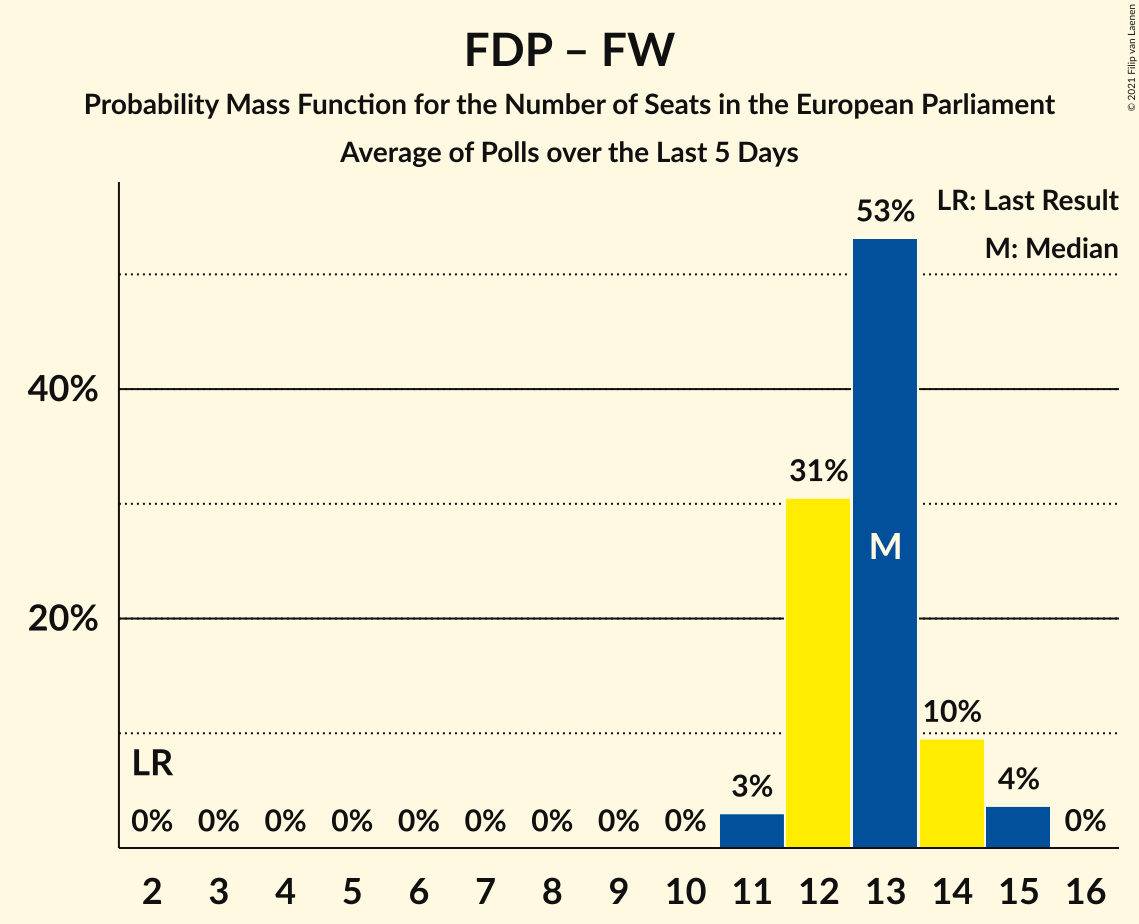 FDP – FW
Probability Mass Function for the Number of Seats in the European Parliament
Average of Polls over the Last 5 Days
© 2021 Filip van Laenen
LR: Last Result
M: Median
53%
40%
31%
M
20%
10%
LR
3%
4%
0% 0% 0% 0% 0% 0% 0% 0% 0% 0%
2 3 4 5 6 7 8 9 10 11 12 13 14 15 16